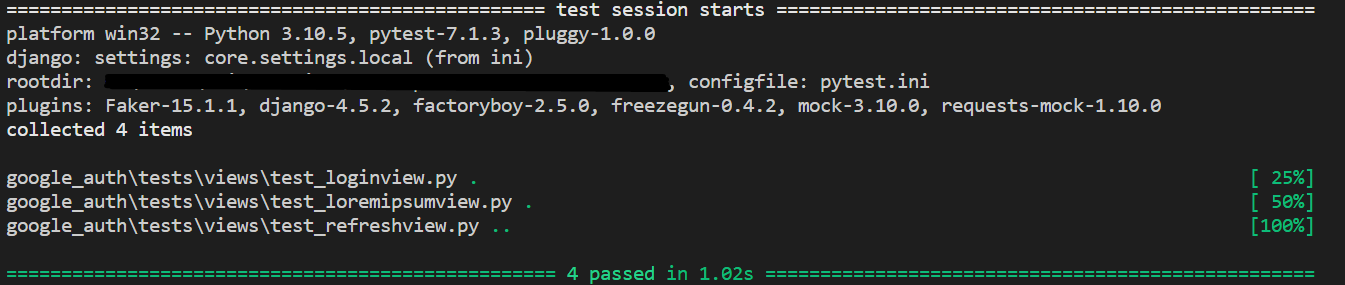 ================================================= test session starts =================================================
platform win32 -- Python 3.10.5, pytest-7.1.3, pluggy-1.0.0
django: settings: core.settings.local (from ini)
rootdir: , configfile: pytest.ini
plugins: Faker-15.1.1, django-4.5.2, factoryboy-2.5.0, freezegun-0.4.2, mock-3.10.0, requests-mock-1.10.0
collected 4 items
google_auth\tests\views\test_loginview.py . [ 25%]
google_auth\tests\views\test_loremipsumview.py . [ 50%]
google_auth\tests\views\test_refreshview.py .. [100%]
================================================== 4 passed in 1.02s ==================================================